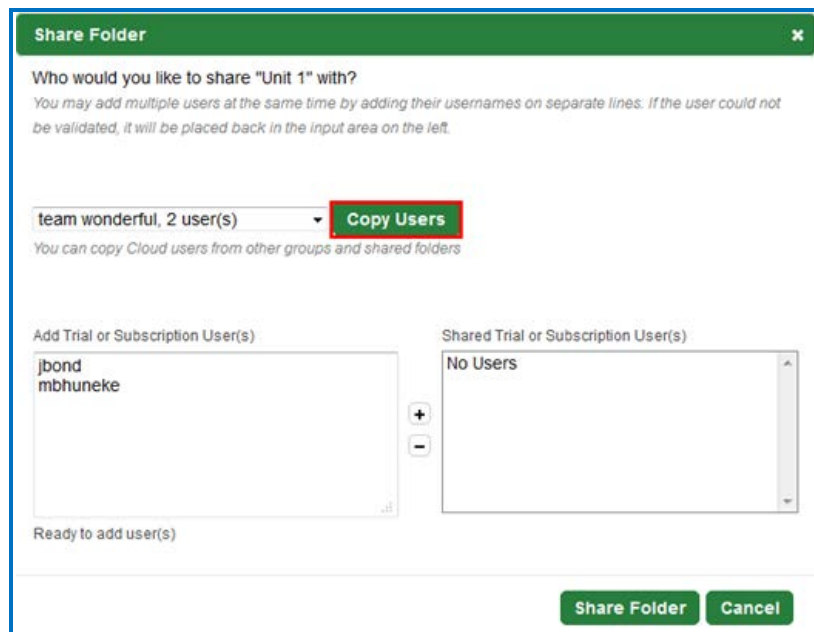 Share Folder
Who would you like to share "Unit 1" with?
You may add multiple users at the same time by adding their usernames on separate lines. If the user could not
be validated, it will be placed back in the input area on the left.
team wonderful, 2 user(s)
Copy Users
You can copy Cloud users from other groups and shared folders
Add Trial or Subscription User(s)
jbond
mbhuneke
Shared Trial or Subscription User(s)
No Users
Ready to add user(s)
Share Folder
Cancel